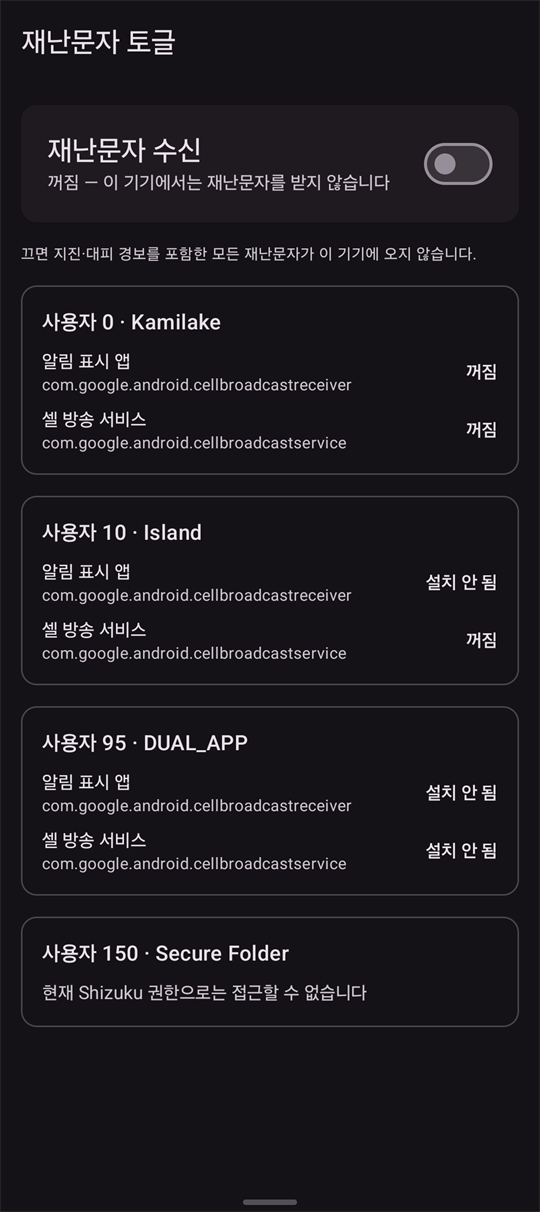 재난문자 토글
재난문자 수신
꺼짐 — 이 기기에서는 재난문자를 받지 않습니다
끄면 지진·대피 경보를 포함한 모든 재난문자가 이 기기에 오지 않습니다.
사용자 0 · Kamilake
알림 표시 앱
com.google.android.cellbroadcastreceiver
꺼짐
셀 방송 서비스
com.google.android.cellbroadcastservice
꺼짐
사용자 10 · Island
알림 표시 앱
com.google.android.cellbroadcastreceiver
설치 안 됨
셀 방송 서비스
com.google.android.cellbroadcastservice
꺼짐
사용자 95 · DUAL_APP
알림 표시 앱
com.google.android.cellbroadcastreceiver
설치 안 됨
셀 방송 서비스
com.google.android.cellbroadcastservice
설치 안 됨
사용자 150 · Secure Folder
현재 Shizuku 권한으로는 접근할 수 없습니다